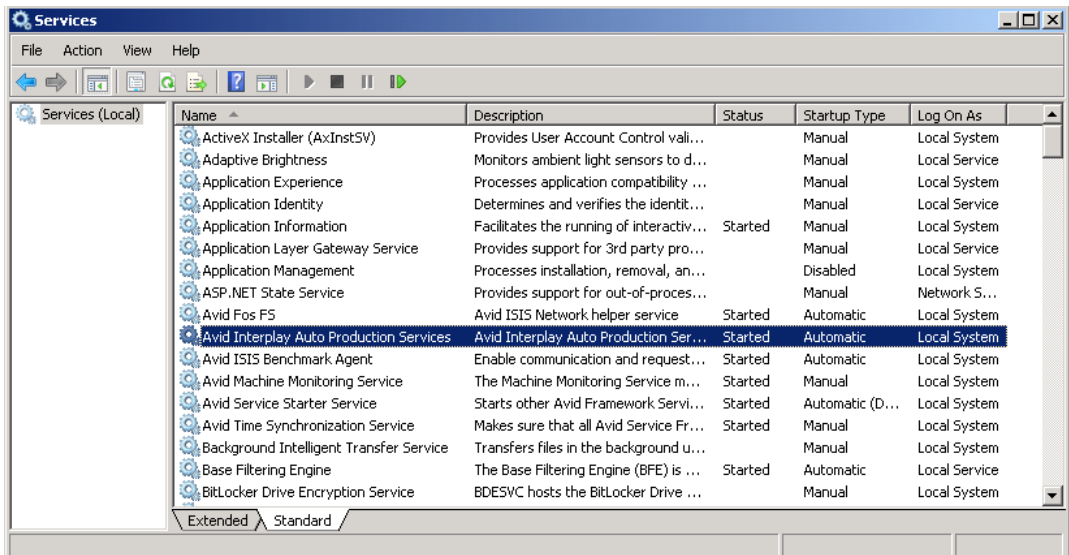 Services
File Action View Help
Services (Local)
Name Description Status Startup Type Log On As
ActiveX Installer (AxInstSV) Provides User Account Control vali... Manual Local System
Adaptive Brightness Monitors ambient light sensors to d... Manual Local Service
Application Experience Processes application compatibility ... Manual Local System
Application Identity Determines and verifies the identit... Manual Local Service
Application Information Facilitates the running of interactiv... Started Manual Local System
Application Layer Gateway Service Provides support for 3rd party pro... Manual Local Service
Application Management Processes installation, removal, an... Disabled Local System
ASP.NET State Service Provides support for out-of-proces... Manual Network S...
Avid Fos FS Avid ISIS Network helper service Started Automatic Local System
Avid Interplay Auto Production Services Avid Interplay Auto Production Ser... Started Automatic Local System
Avid ISIS Benchmark Agent Enable communication and request... Started Automatic Local System
Avid Machine Monitoring Service The Machine Monitoring Service m... Started Manual Local System
Avid Service Starter Service Starts other Avid Framework Servi... Started Automatic (D... Local System
Avid Time Synchronization Service Makes sure that all Avid Service Fr... Started Manual Local System
Background Intelligent Transfer Service Transfers files in the background u... Manual Local System
Base Filtering Engine The Base Filtering Engine (BFE) is ... Started Automatic Local Service
BitLocker Drive Encryption Service BDESVC hosts the BitLocker Drive ... Manual Local System
Extended Standard